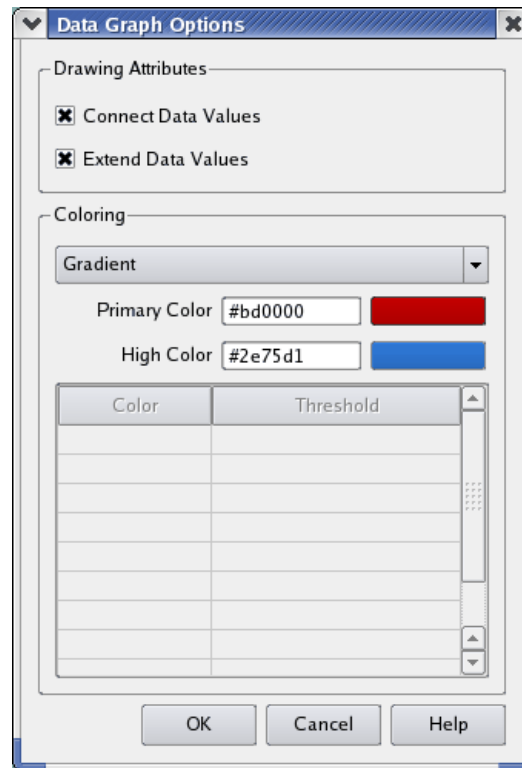 Data Graph Options
Drawing Attributes
Connect Data Values
Extend Data Values
Coloring
Gradient
Primary Color #bd0000
High Color #2e75d1
Color Threshold
OK Cancel Help